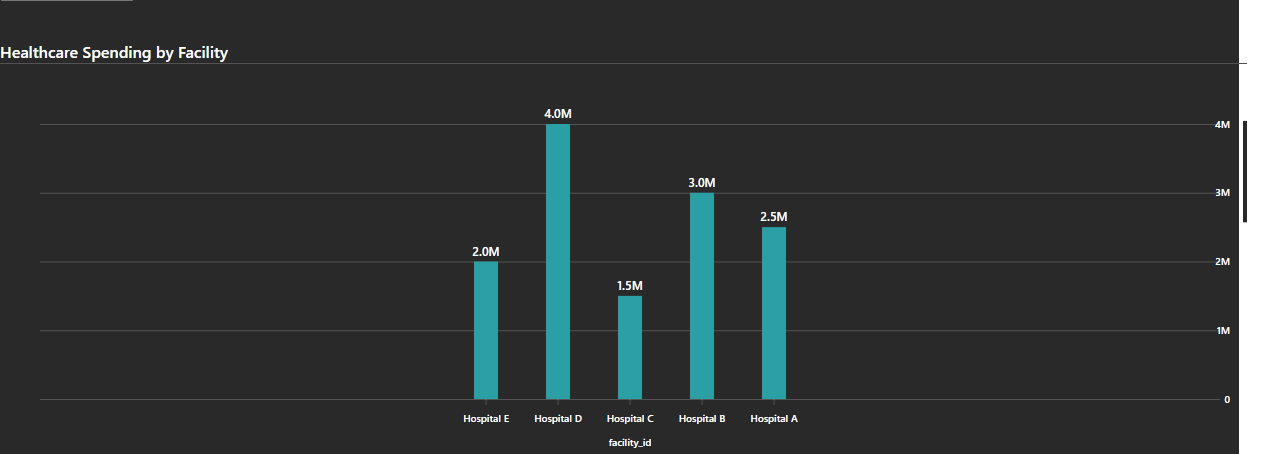 Healthcare Spending by Facility
4.0M
4M
3.0M
3M
2.5M
2.0M
2M
1.5M
1M
0
Hospital E Hospital D Hospital C Hospital B Hospital A
facility_id